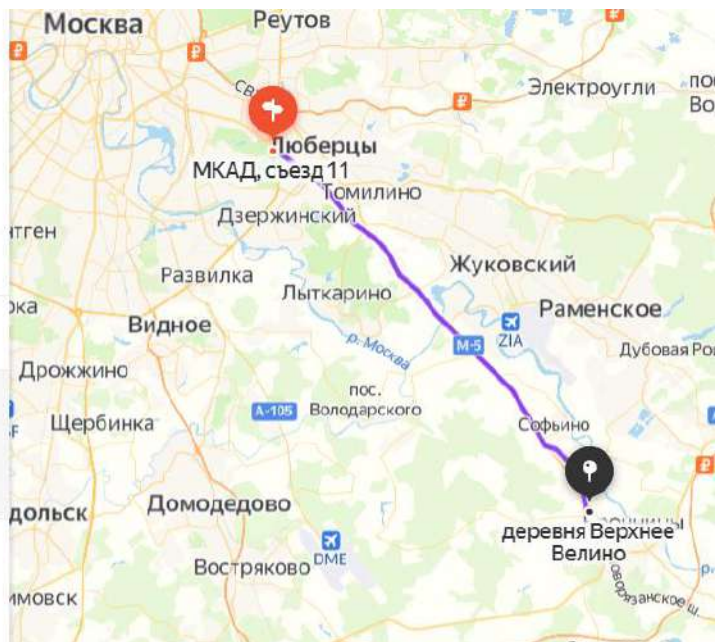 Москва
Реутов
₽
₽
Электроугли
₽
Люберцы
МКАД, съезд 11
Томилино
Дзержинский
Жуковский
Развилка
Лыткарино
Раменское
Видное
ZIA
р. Москва
М-5
Дубовая
Дрожжино
пос.
Володарского
А-105
Щербинка
Софьино
₽
Домодедово
DME
деревня Верхнее
Велино
Востряково